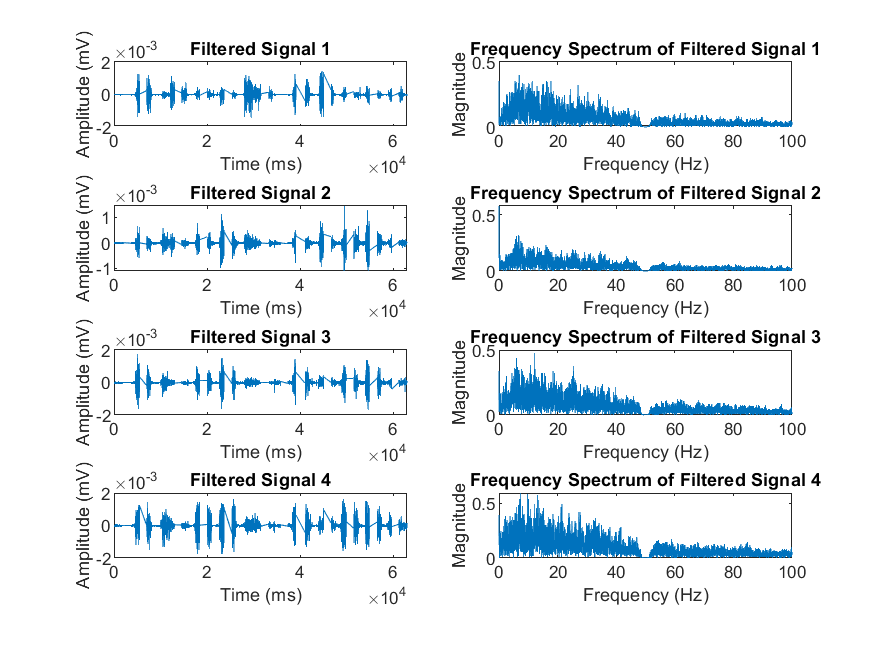 Filtered Signal 1
×10-3
Amplitude (mV)
2
0
-2
0 2 4 6
Time (ms)
×104
Frequency Spectrum of Filtered Signal 1
Magnitude
0.5
0
0 20 40 60 80 100
Frequency (Hz)
Filtered Signal 2
×10-3
Amplitude (mV)
1
0
-1
0 2 4 6
Time (ms)
×104
Frequency Spectrum of Filtered Signal 2
Magnitude
0.5
0
0 20 40 60 80 100
Frequency (Hz)
Filtered Signal 3
×10-3
Amplitude (mV)
2
0
-2
0 2 4 6
Time (ms)
×104
Frequency Spectrum of Filtered Signal 3
Magnitude
0.5
0
0 20 40 60 80 100
Frequency (Hz)
Filtered Signal 4
×10-3
Amplitude (mV)
2
0
-2
0 2 4 6
Time (ms)
×104
Frequency Spectrum of Filtered Signal 4
Magnitude
0.5
0
0 20 40 60 80 100
Frequency (Hz)